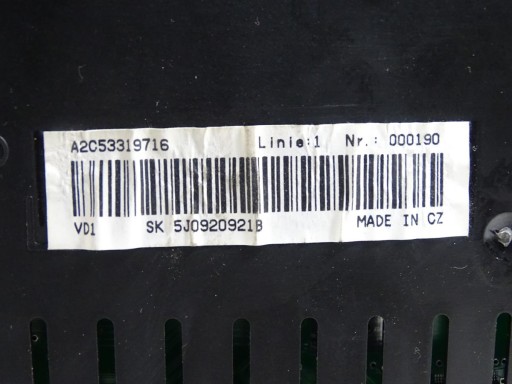 A2C53319716 Linie:1 Nr.: 000190
VD1 SK 5J0920921B MADE IN CZ